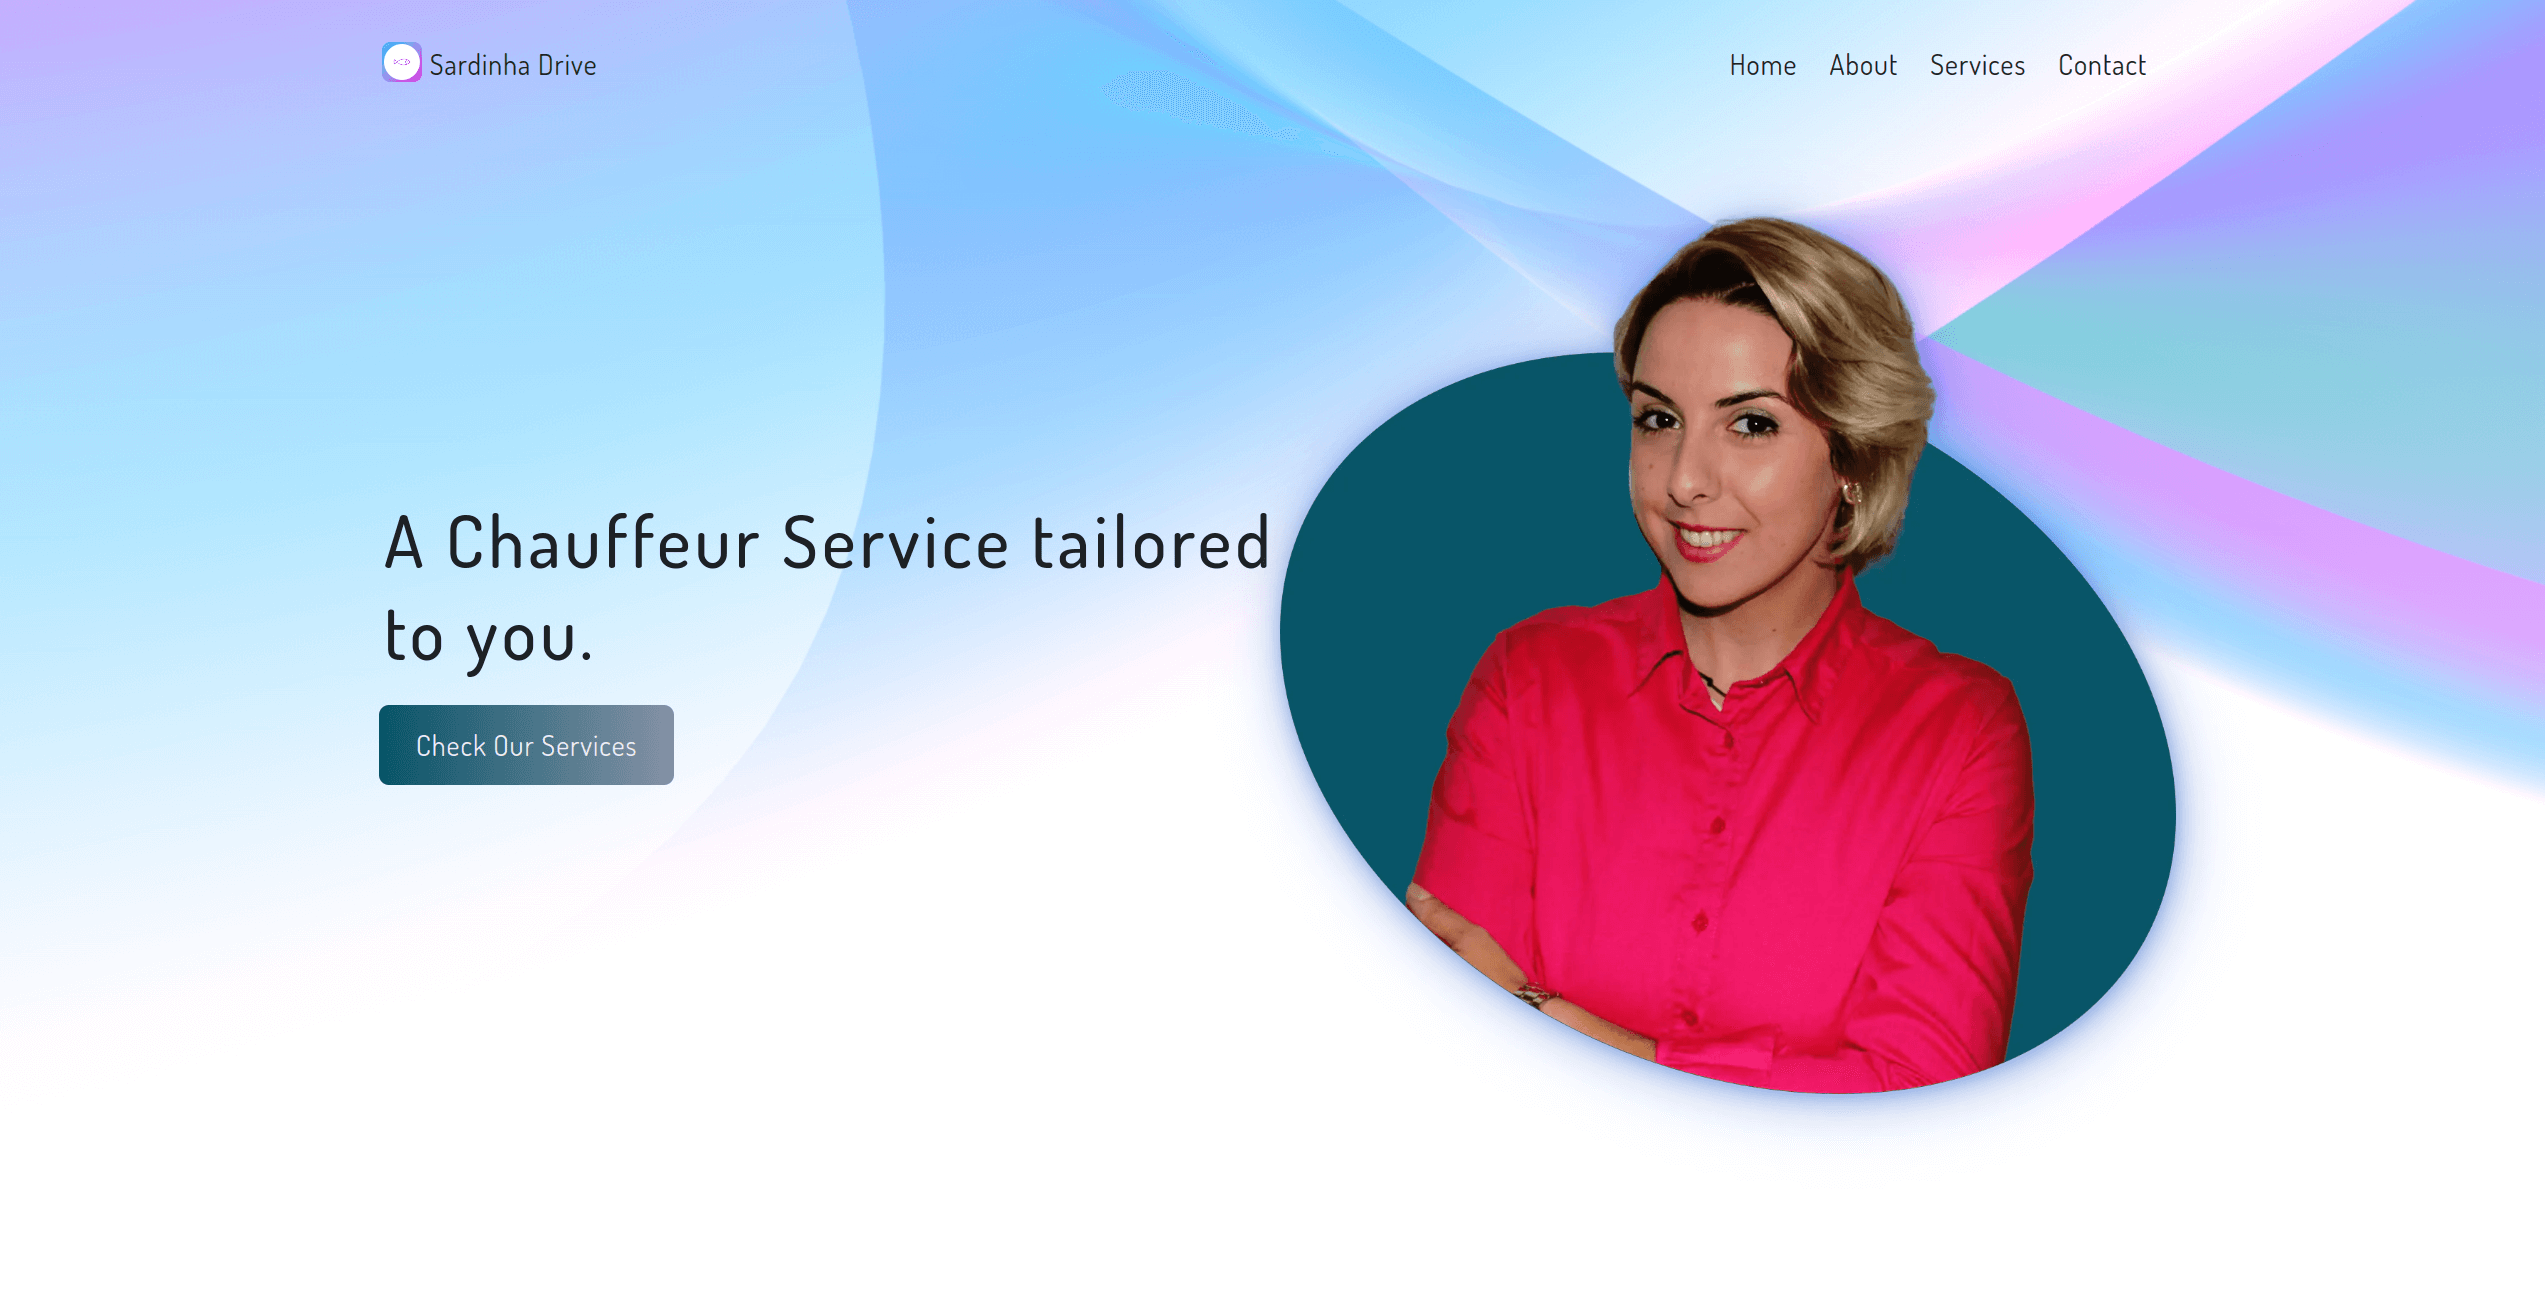 Sardinha Drive
Home About Services Contact
A Chauffeur Service tailored
to you.
Check Our Services